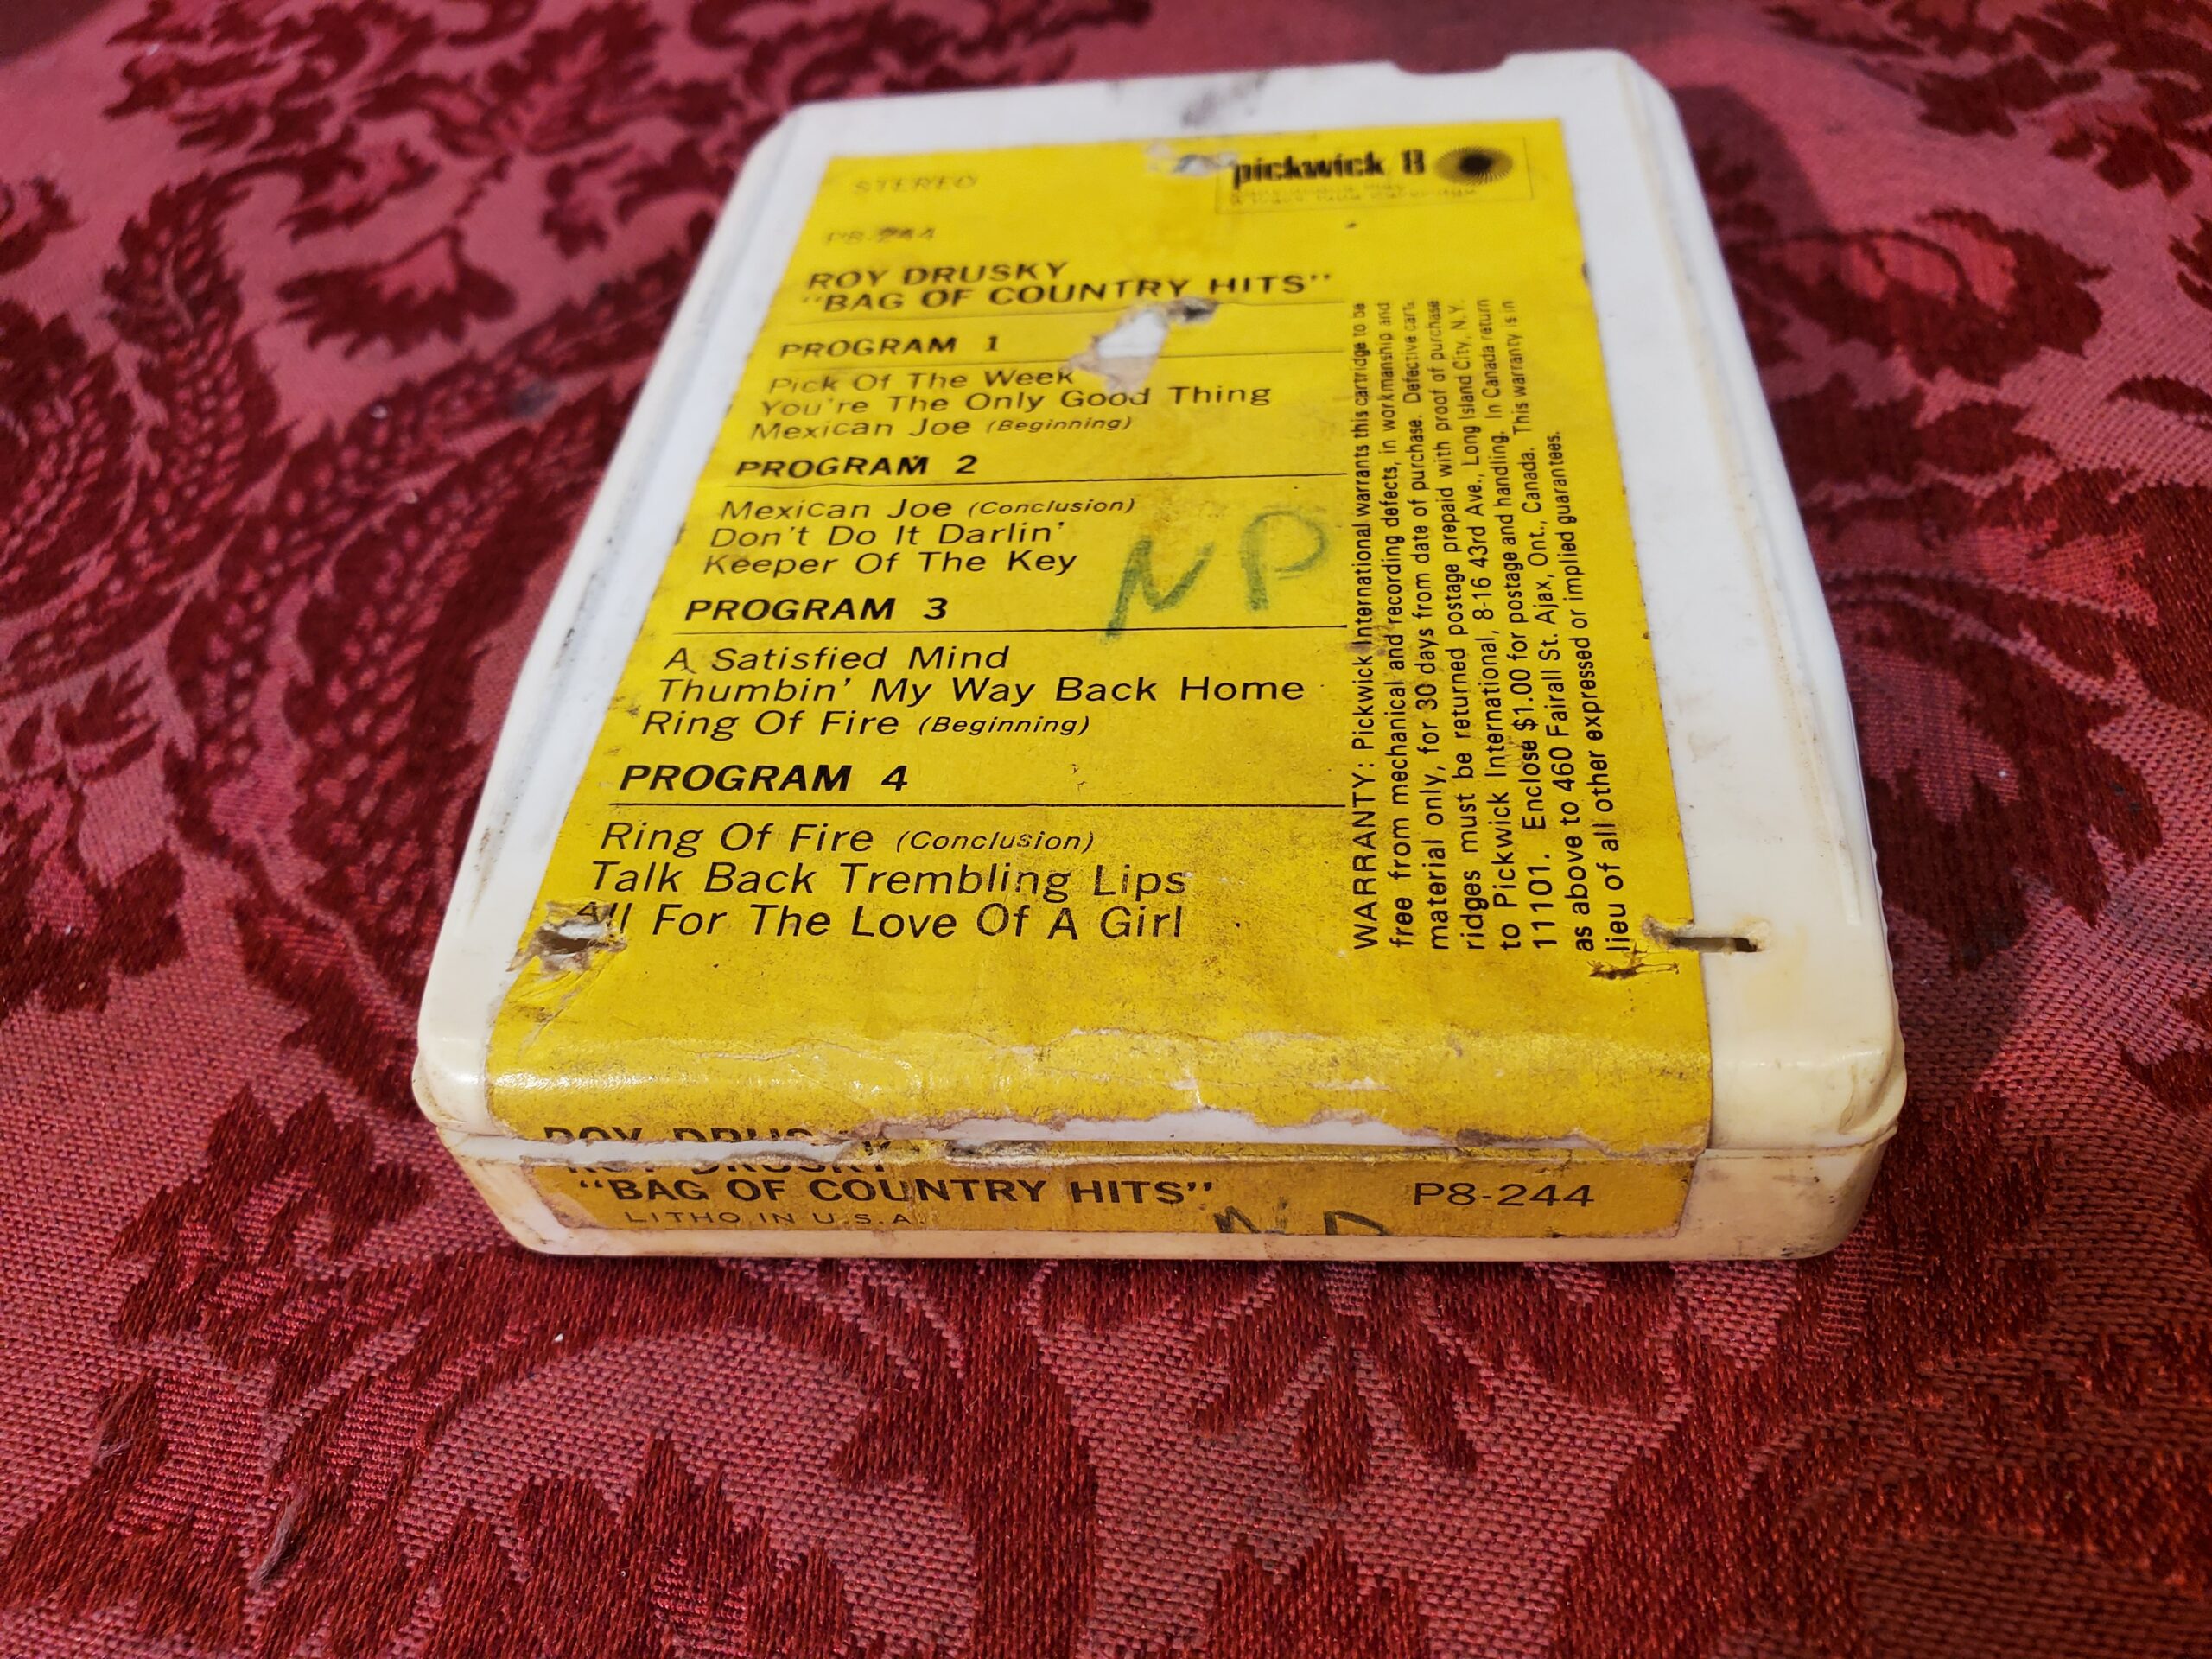 STEREO
pickwick 8
P8-244
ROY DRUSKY
"BAG OF COUNTRY HITS"
PROGRAM 1
Pick Of The Week
You're The Only Good Thing
Mexican Joe (Beginning)
PROGRAM 2
Mexican Joe (Conclusion)
Don't Do It Darlin'
Keeper Of The Key
NP
PROGRAM 3
A Satisfied Mind
Thumbin' My Way Back Home
Ring Of Fire (Beginning)
PROGRAM 4
Ring Of Fire (Conclusion)
Talk Back Trembling Lips
All For The Love Of A Girl
WARRANTY: Pickwick International warrants this cartridge to be
free from mechanical and recording defects, in workmanship and
material only, for 30 days from date of purchase. Defective cart-
ridges must be returned postage prepaid with proof of purchase
to Pickwick International, 8-16 43rd Ave., Long Island City, N.Y.
11101. Enclose $1.00 for postage and handling. In Canada return
as above to 460 Fairall St. Ajax, Ont., Canada. This warranty is in
lieu of all other expressed or implied guarantees.
ROY DRUSKY
"BAG OF COUNTRY HITS" P8-244
LITHO IN U.S.A.